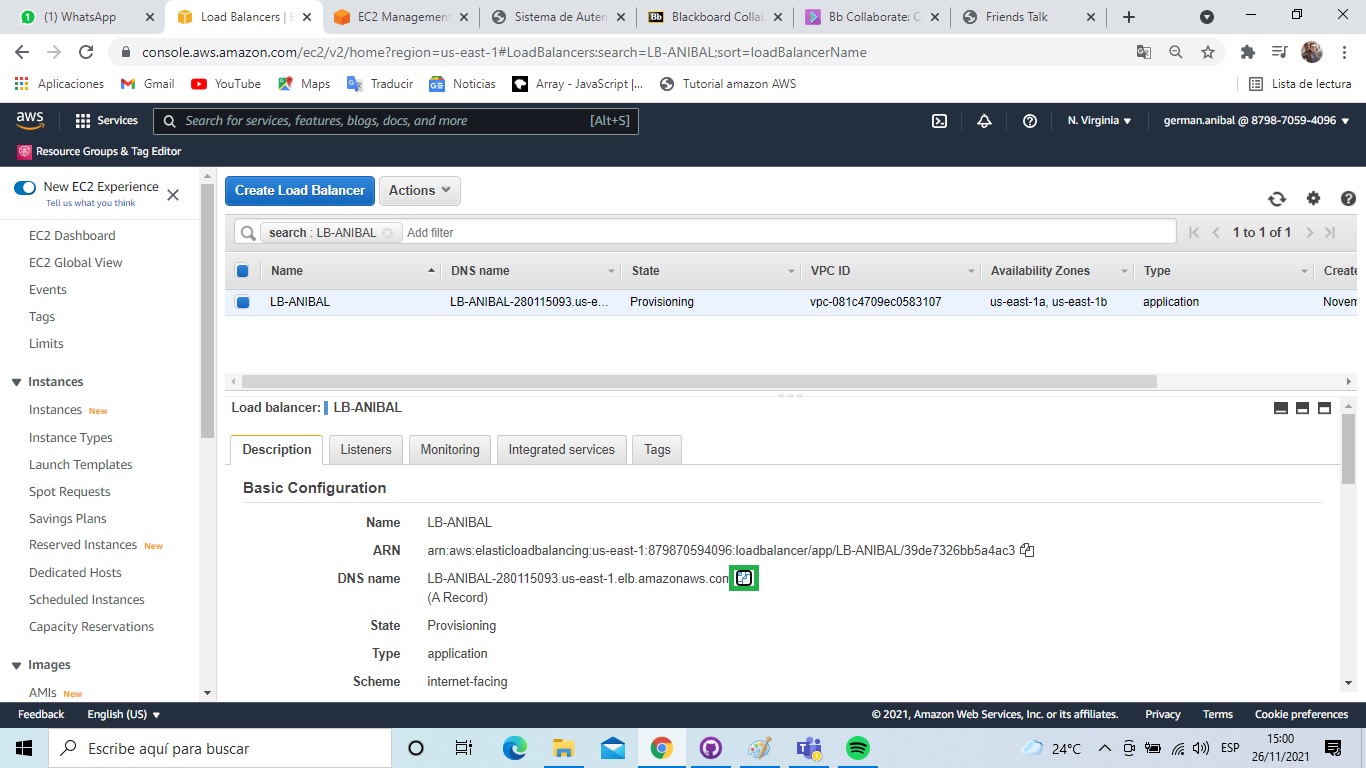 (1) WhatsApp
Load Balancers | E
EC2 Management
Sistema de Auten
Blackboard Collab
Bb Collaborate: C
Friends Talk
console.aws.amazon.com/ec2/v2/home?region=us-east-1#LoadBalancers:search=LB-ANIBAL;sort=loadBalancerName
Aplicaciones Gmail YouTube Maps Traducir Noticias Array - JavaScript |... Tutorial amazon AWS Lista de lectura
aws Services Search for services, features, blogs, docs, and more [Alt+S] N. Virginia german.anibal @ 8798-7059-4096
Resource Groups & Tag Editor
New EC2 Experience
Tell us what you think
EC2 Dashboard
EC2 Global View
Events
Tags
Limits
Instances
Instances New
Instance Types
Launch Templates
Spot Requests
Savings Plans
Reserved Instances New
Dedicated Hosts
Scheduled Instances
Capacity Reservations
Images
AMIs New
Create Load Balancer Actions
search : LB-ANIBAL Add filter 1 to 1 of 1
Name DNS name State VPC ID Availability Zones Type Create
LB-ANIBAL LB-ANIBAL-280115093.us-e... Provisioning vpc-081c4709ec0583107 us-east-1a, us-east-1b application Novem
Load balancer: LB-ANIBAL
Description Listeners Monitoring Integrated services Tags
Basic Configuration
Name LB-ANIBAL
ARN arn:aws:elasticloadbalancing:us-east-1:879870594096:loadbalancer/app/LB-ANIBAL/39de7326bb5a4ac3
DNS name LB-ANIBAL-280115093.us-east-1.elb.amazonaws.com
(A Record)
State Provisioning
Type application
Scheme internet-facing
Feedback English (US) © 2021, Amazon Web Services, Inc. or its affiliates. Privacy Terms Cookie preferences
Escribe aquí para buscar 24°C ESP 15:00
26/11/2021